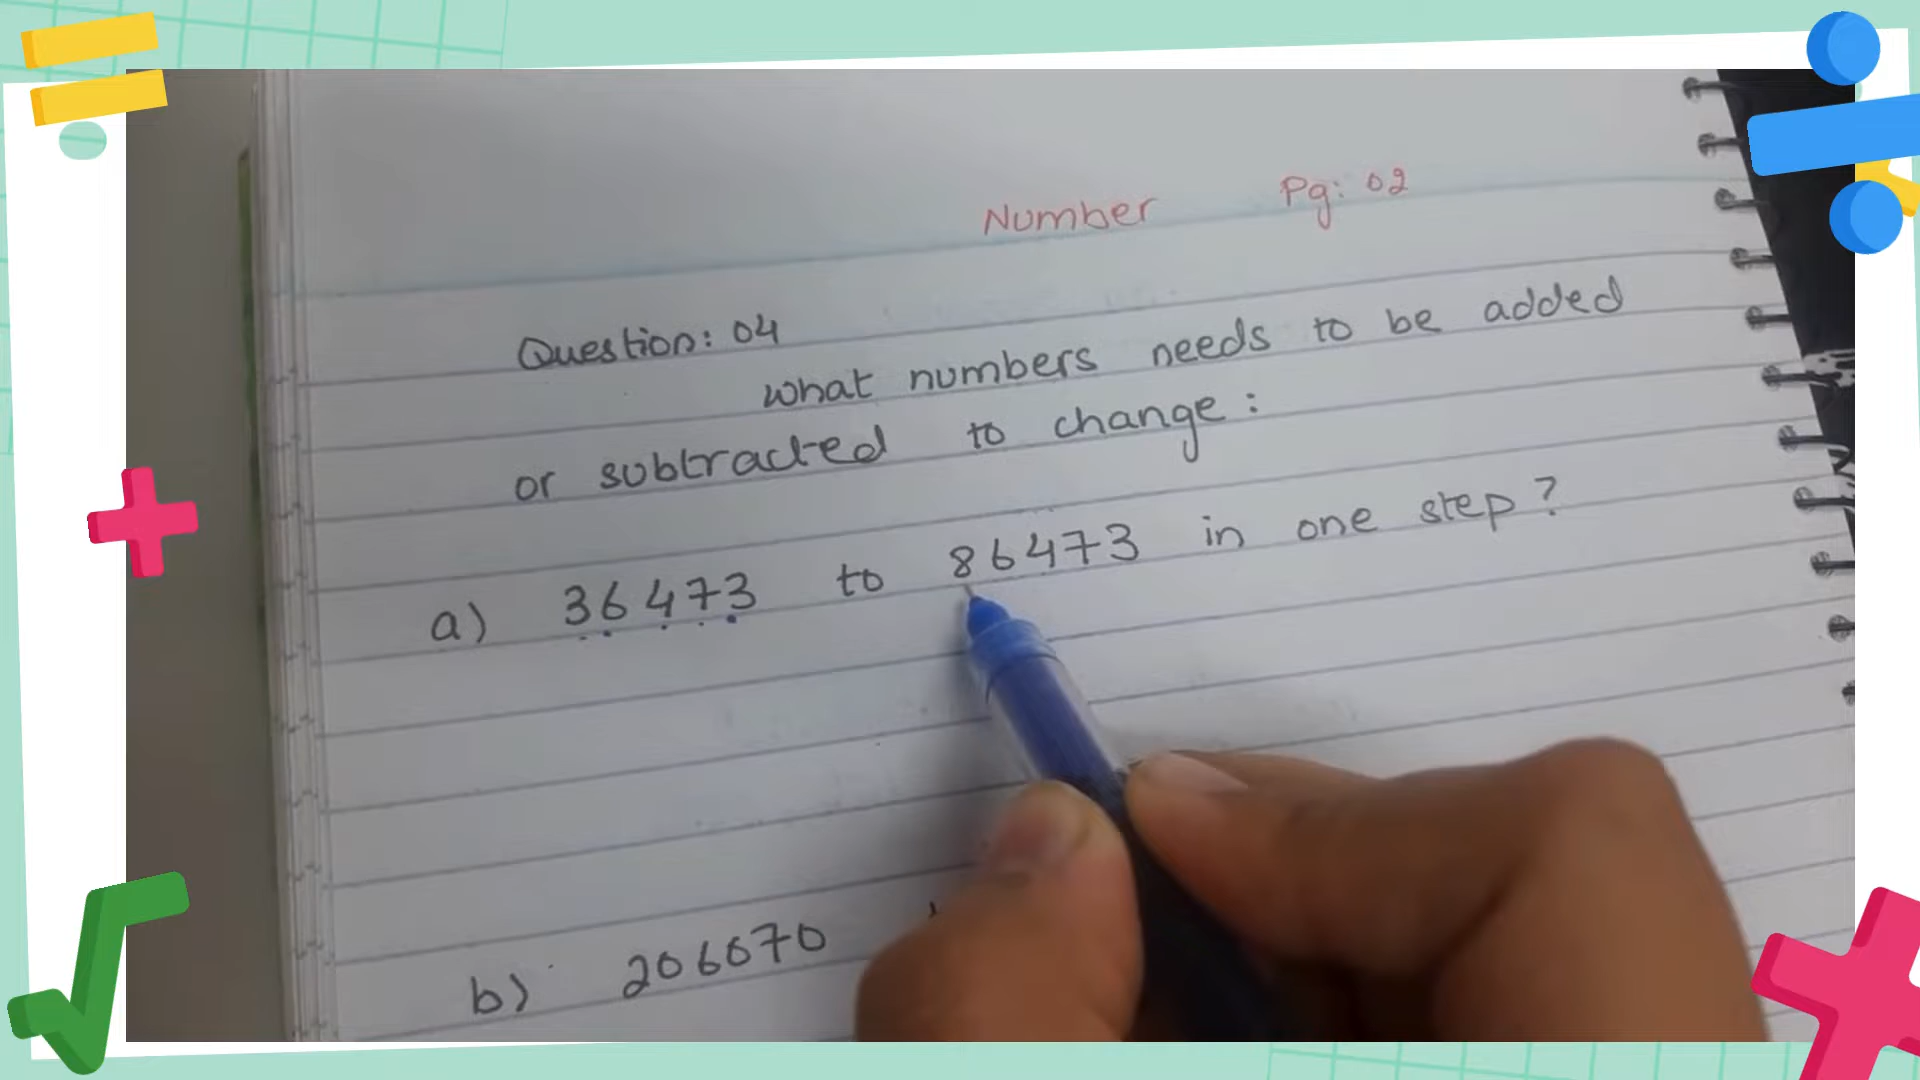 Number Pg: 02
Question: 04
What numbers needs to be added
or subtracted to change:
a) 36473 to 86473 in one step?
b) 206070